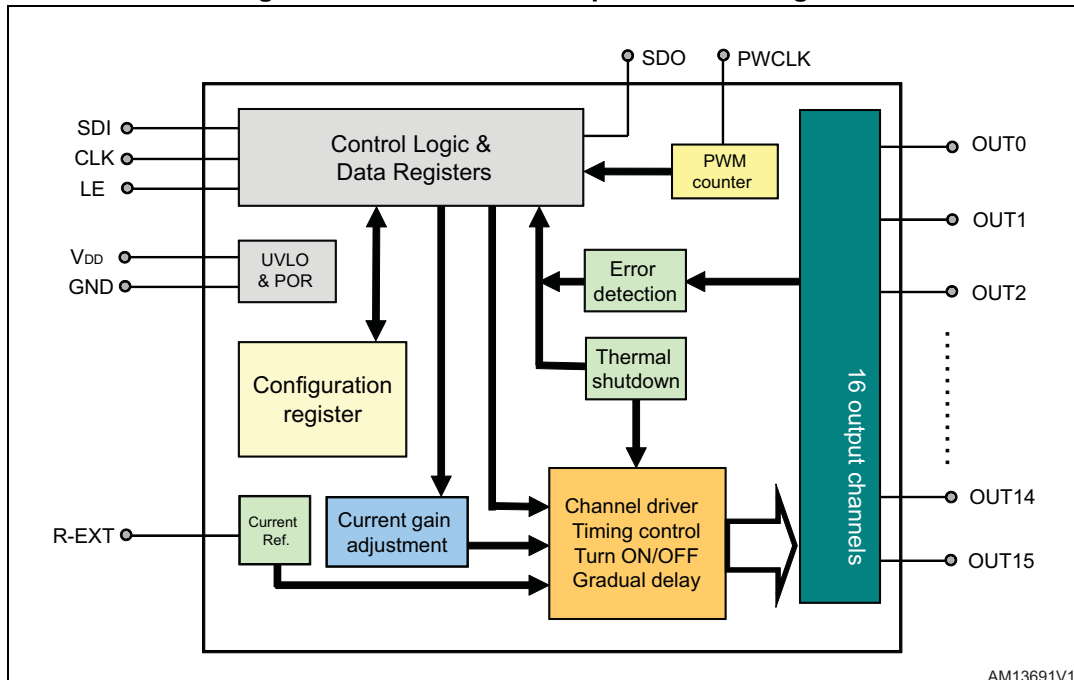 SDO
PWCLK
SDI
CLK
LE
Control Logic &
Data Registers
PWM
counter
OUT0
OUT1
OUT2
VDD
GND
UVLO
& POR
Error
detection
Thermal
shutdown
Configuration
register
16 output channels
R-EXT
Current
Ref.
Current gain
adjustment
Channel driver
Timing control
Turn ON/OFF
Gradual delay
OUT14
OUT15
AM13691V1